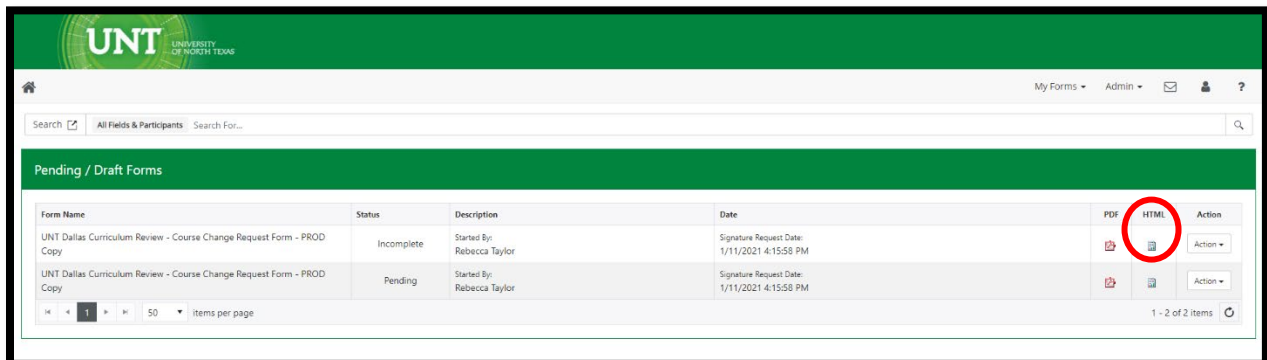 UNT UNIVERSITY
OF NORTH TEXAS
My Forms Admin ?
Search All Fields & Participants Search For...
Pending / Draft Forms
Form Name Status Description Date PDF HTML Action
UNT Dallas Curriculum Review - Course Change Request Form - PROD
Copy
Incomplete
Started By:
Rebecca Taylor
Signature Request Date:
1/11/2021 4:15:58 PM
Action
UNT Dallas Curriculum Review - Course Change Request Form - PROD
Copy
Pending
Started By:
Rebecca Taylor
Signature Request Date:
1/11/2021 4:15:58 PM
Action
1 50 items per page 1 - 2 of 2 items